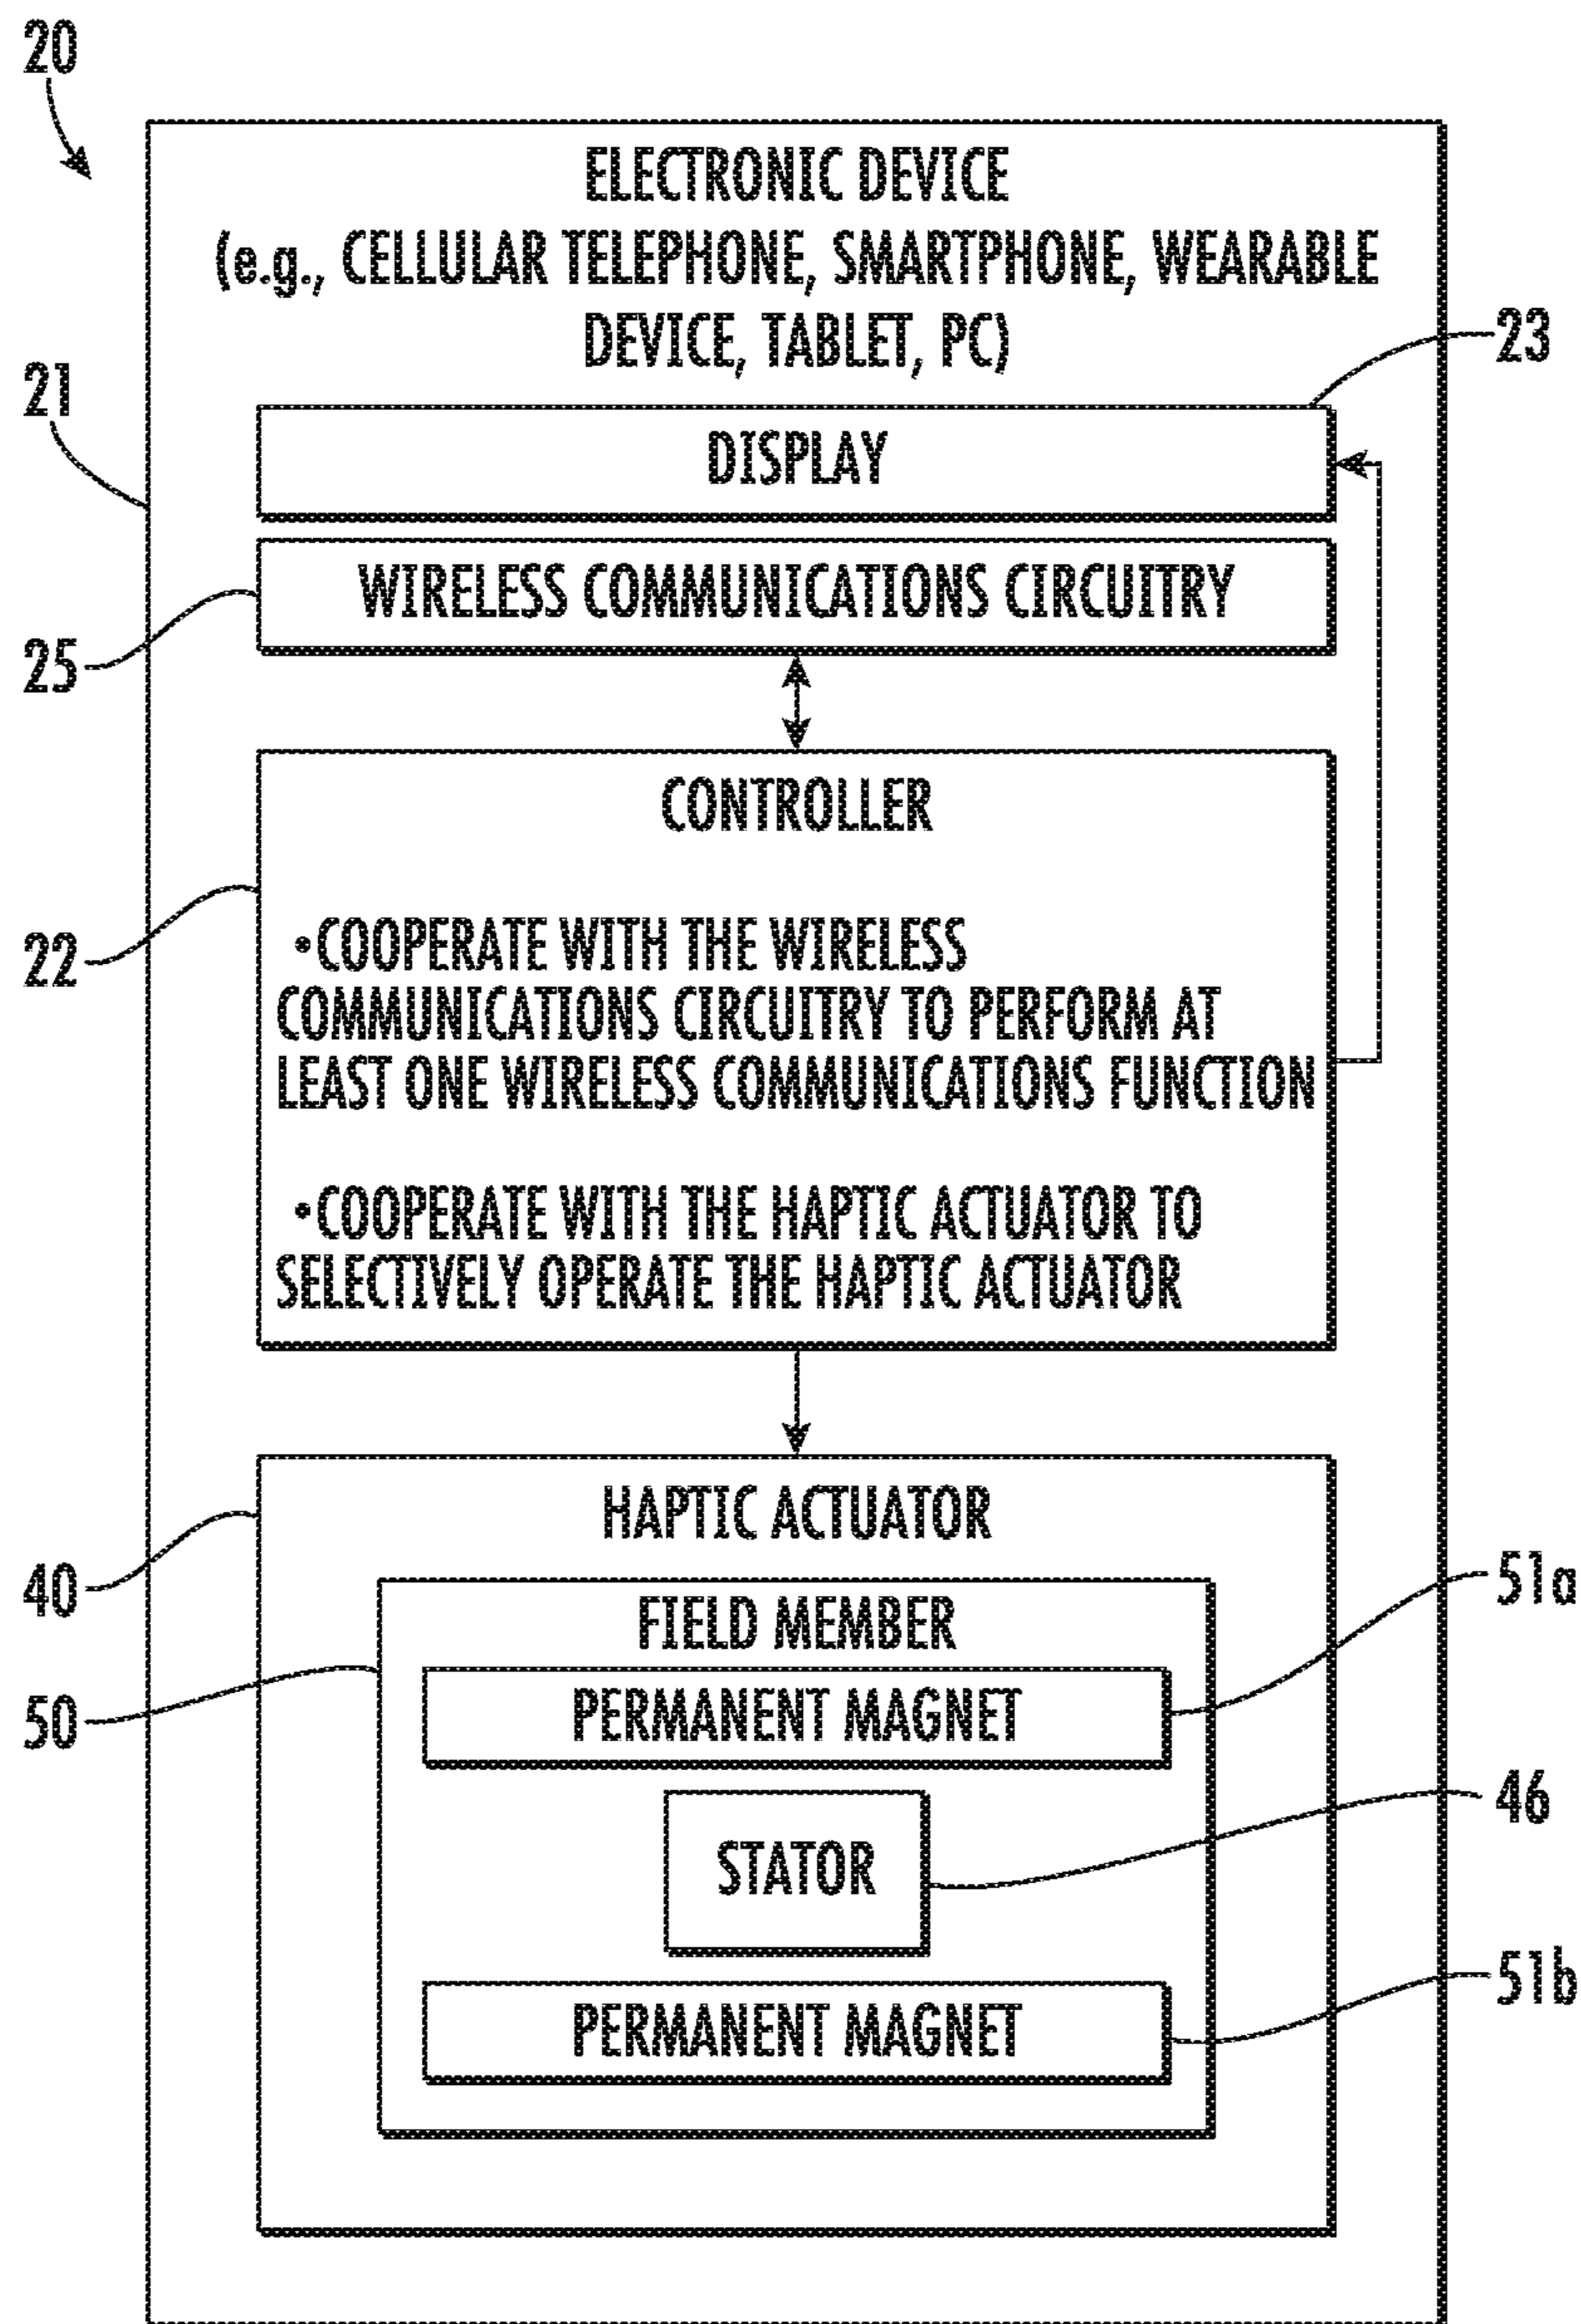 20
ELECTRONIC DEVICE
(e.g., CELLULAR TELEPHONE, SMARTPHONE, WEARABLE
DEVICE, TABLET, PC)
23
21
DISPLAY
WIRELESS COMMUNICATIONS CIRCUITRY
25
CONTROLLER
22
•COOPERATE WITH THE WIRELESS
COMMUNICATIONS CIRCUITRY TO PERFORM AT
LEAST ONE WIRELESS COMMUNICATIONS FUNCTION
•COOPERATE WITH THE HAPTIC ACTUATOR TO
SELECTIVELY OPERATE THE HAPTIC ACTUATOR
HAPTIC ACTUATOR
40
51a
FIELD MEMBER
50
PERMANENT MAGNET
46
STATOR
51b
PERMANENT MAGNET